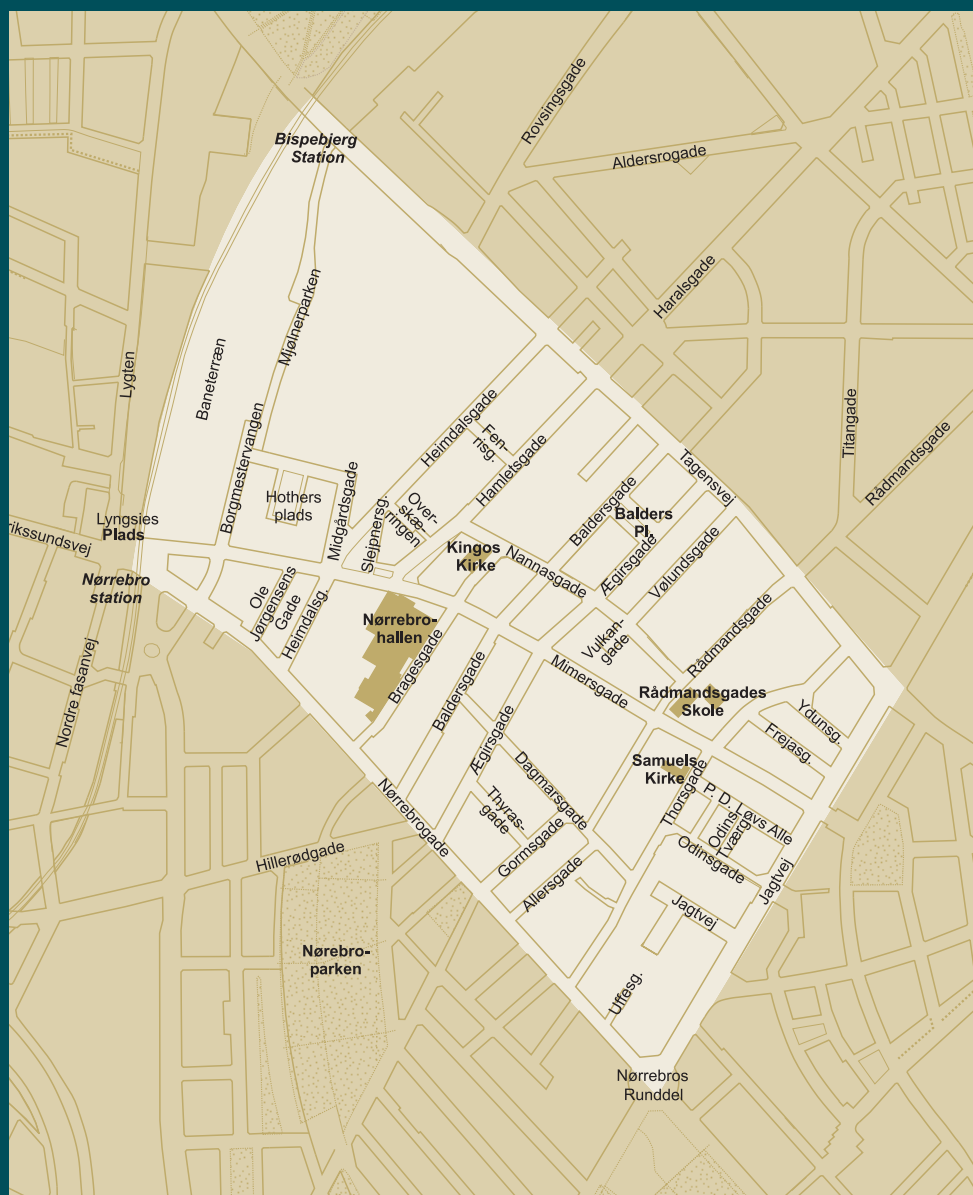 Rovsingsgade
Bispebjerg
Station
Aldersrogade
Haralsgade
Mjølnerparken
Lygten
Baneterræn
Titangade
Rådmandsgade
Heimdalsgade
Fen-
risg.
Hamletsgade
Tagensvej
Borgmestervangen
Hothers
plads
Midgårdsgade
Slejpnersg.
Over-
skæ-
ringen
Baldersgade
Balders
Pl.
Lyngsies
Plads
rikssundsvej
Kingos
Kirke
Nannasgade
Ægirsgade
Vølundsgade
Nørrebro
station
Ole
Jørgensens
Gade
Heimdalsg.
Nørrebro-
hallen
Bragesgade
Vulkan-
gade
Rådmandsgade
Mimersgade
Nordre fasanvej
Baldersgade
Rådmandsgades
Skole
Ydunsg.
Frejasg.
Ægirsgade
Samuels
Kirke
Dagmarsgade
Thorsgade
P. D. Løvs Alle
Nørrebrogade
Thyras-
gade
Odins
Tværg.
Gormsgade
Odinsgade
Hillerødgade
Allersgade
Jagtvej
Jagtvej
Nørebro-
parken
Uffesg.
Nørrebros
Runddel